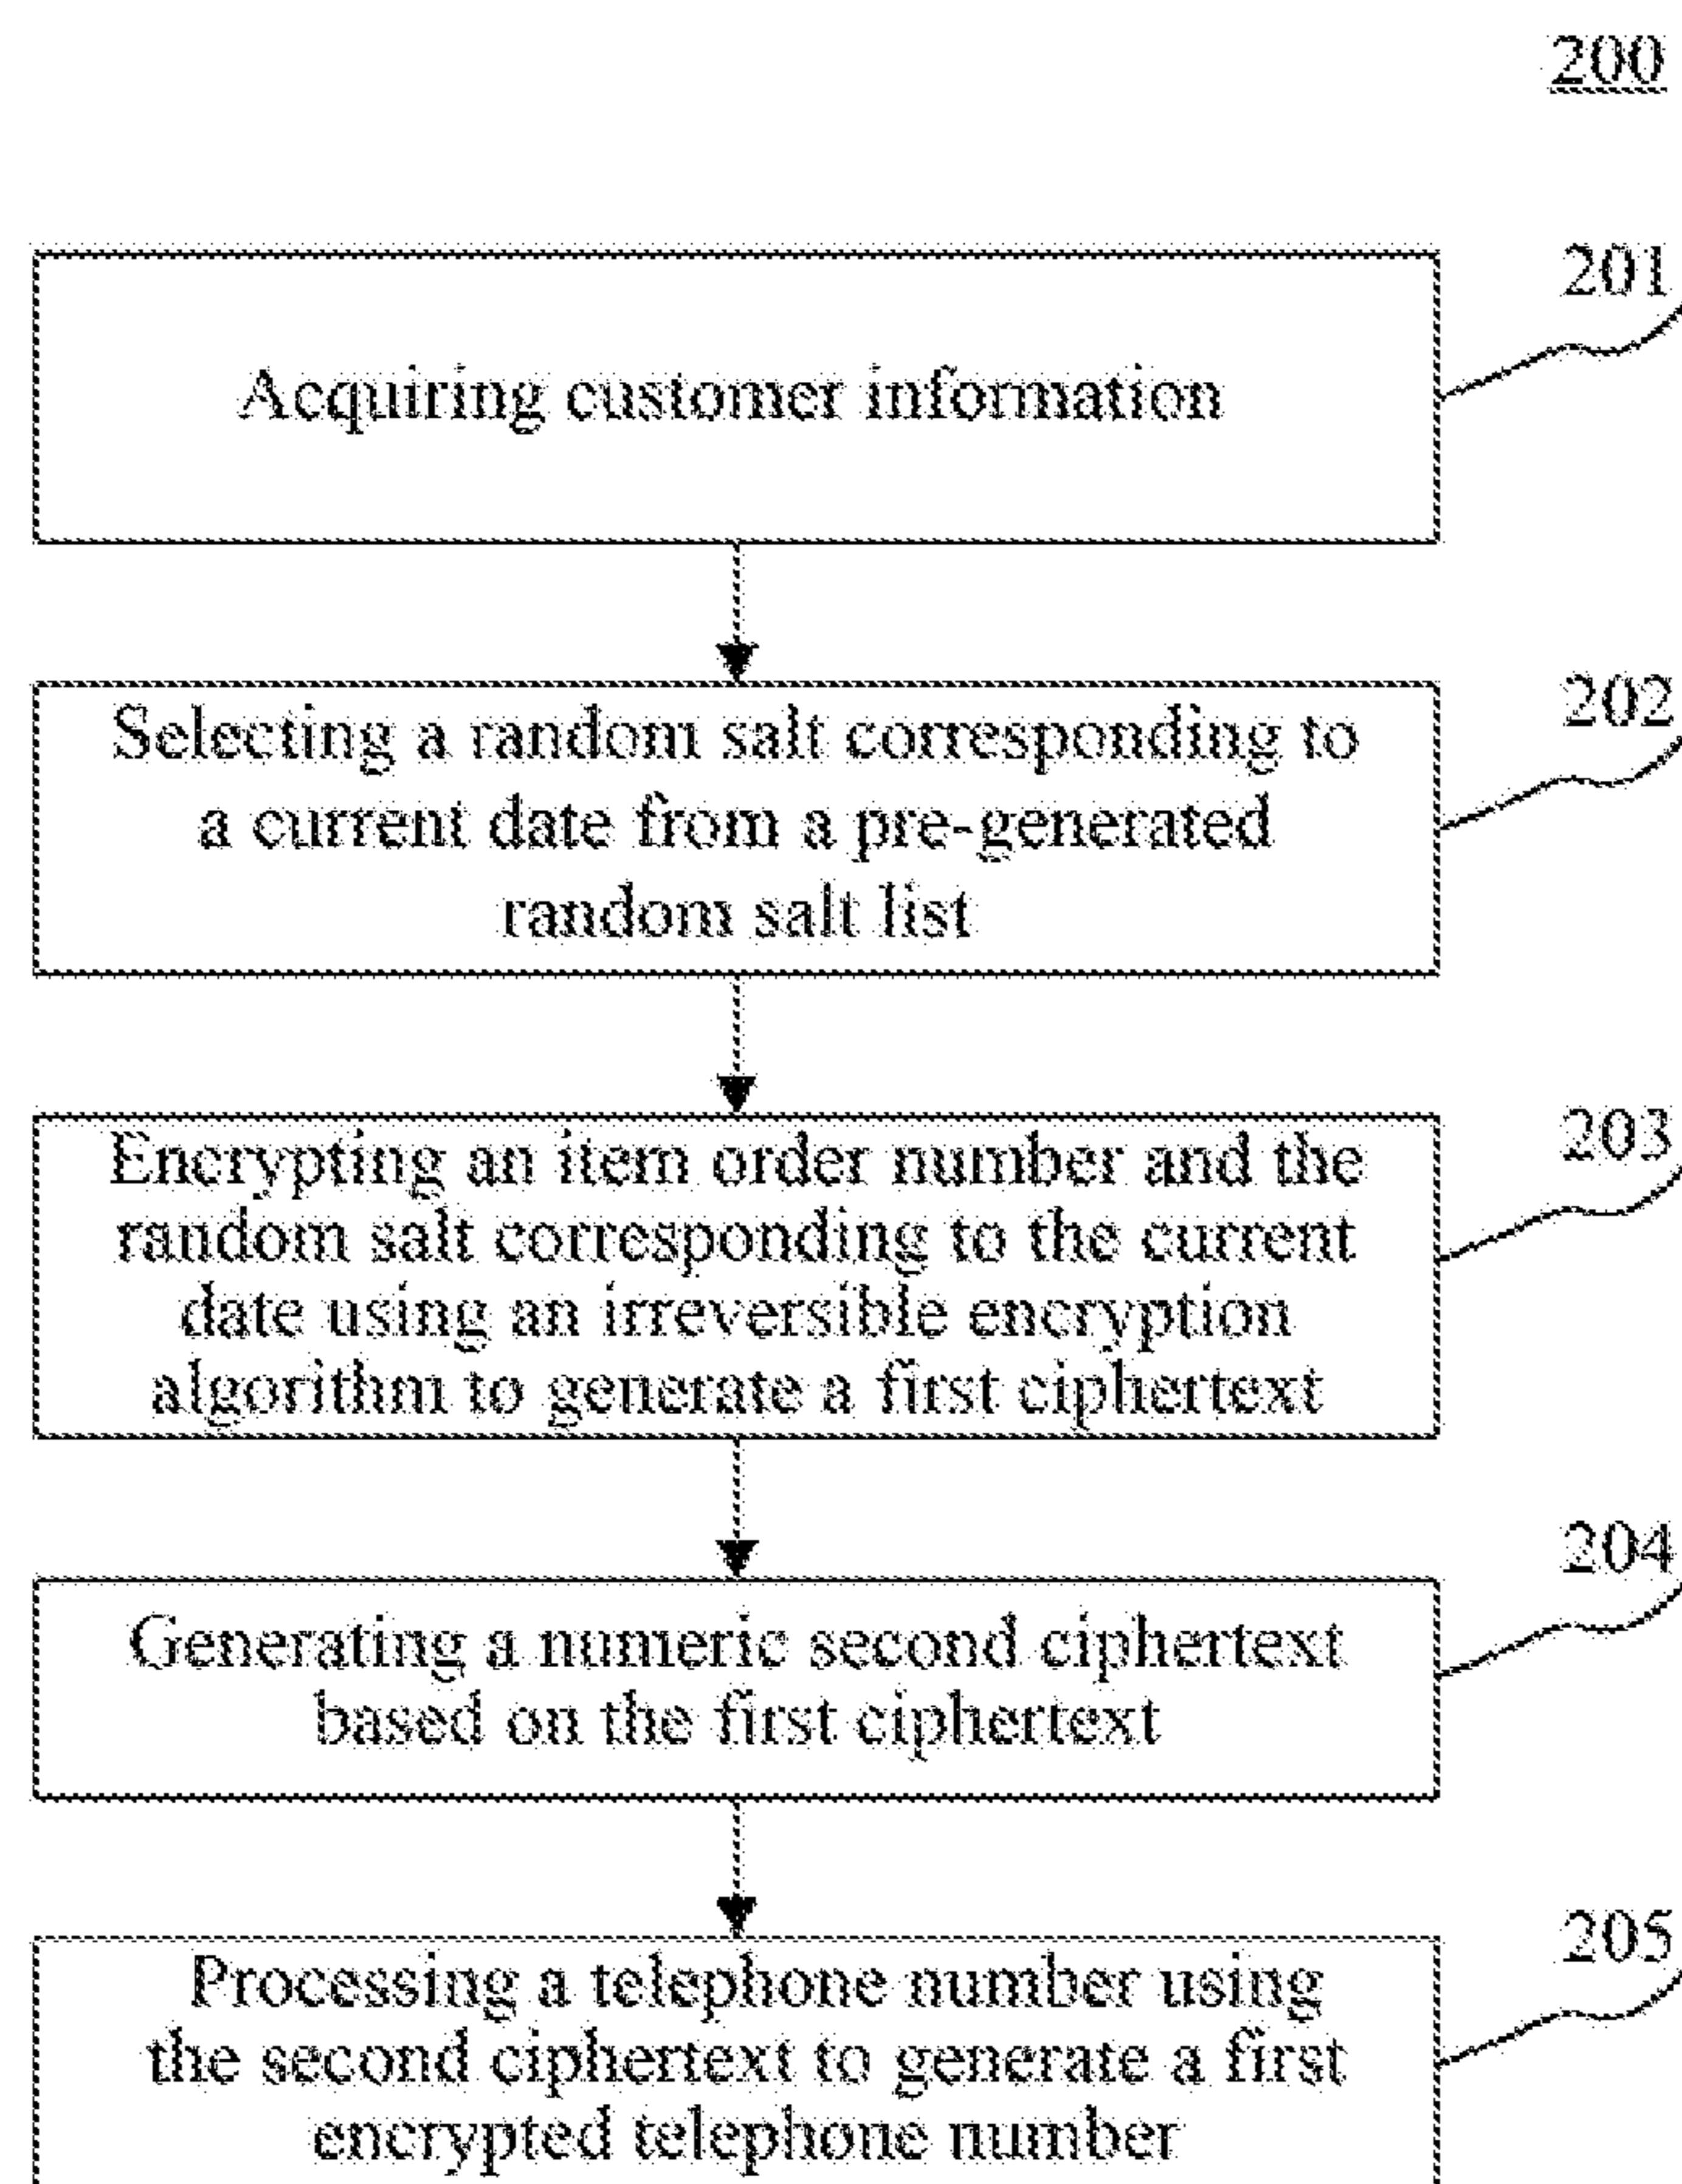 200
201
Acquiring customer information
202
Selecting a random salt corresponding to
a current date from a pre-generated
random salt list
203
Encrypting an item order number and the
random salt corresponding to the current
date using an irreversible encryption
algorithm to generate a first ciphertext
204
Generating a numeric second ciphertext
based on the first ciphertext
205
Processing a telephone number using
the second ciphertext to generate a first
encrypted telephone number